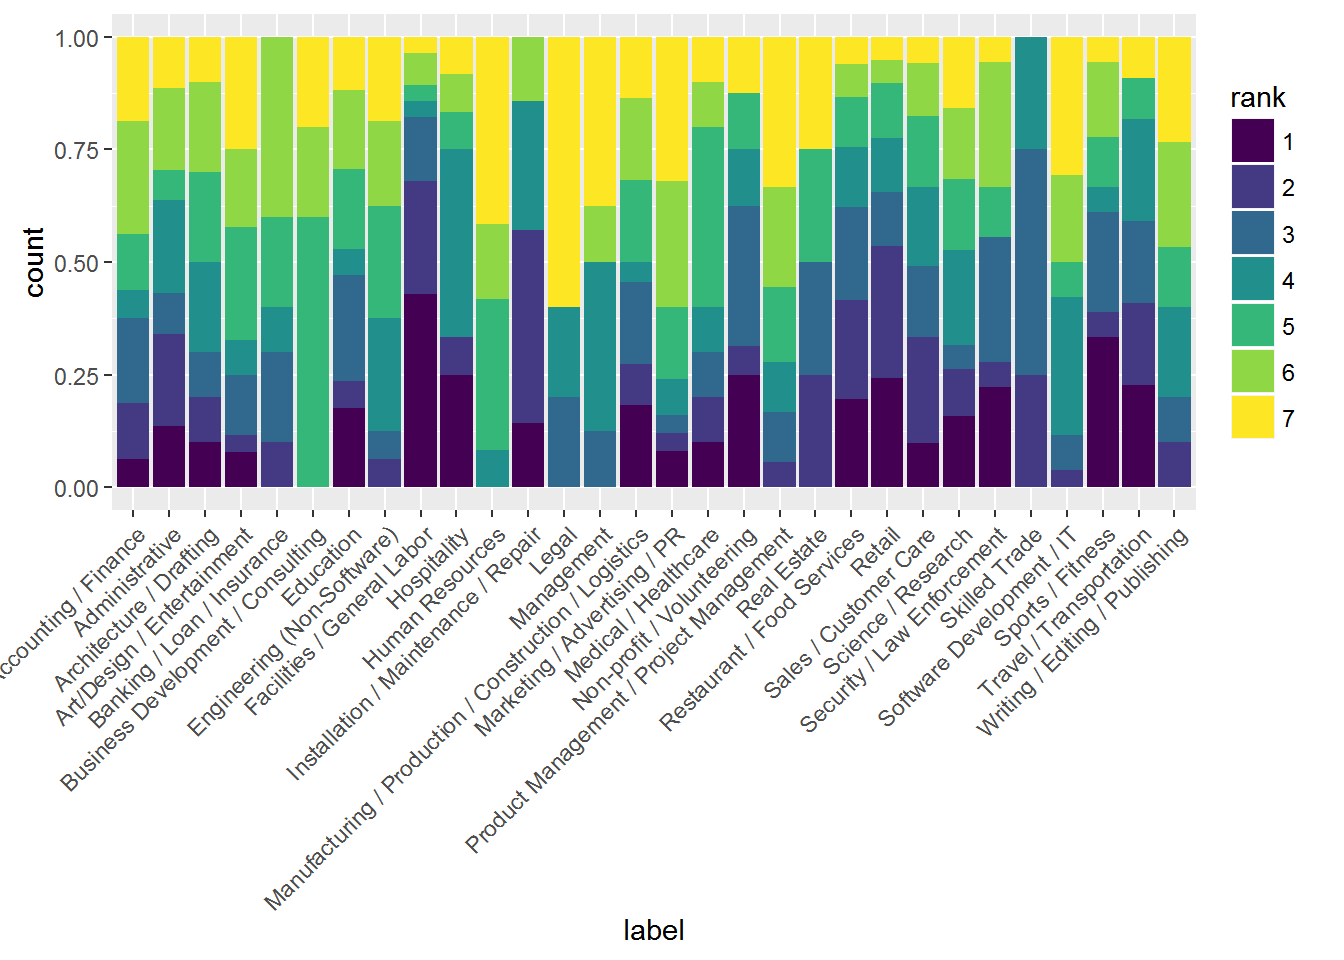 1.00
0.75
0.50
0.25
0.00
count
Accounting / Finance
Administrative
Architecture / Drafting
Art/Design / Entertainment
Banking / Loan / Insurance
Business Development / Consulting
Education
Engineering (Non-Software)
Facilities / General Labor
Hospitality
Human Resources
Installation / Maintenance / Repair
Legal
Management
Manufacturing / Production / Construction / Logistics
Marketing / Advertising / PR
Medical / Healthcare
Non-profit / Volunteering
Product Management / Project Management
Real Estate
Restaurant / Food Services
Retail
Sales / Customer Care
Science / Research
Security / Law Enforcement
Skilled Trade
Software Development / IT
Sports / Fitness
Travel / Transportation
Writing / Editing / Publishing
label
rank
1
2
3
4
5
6
7